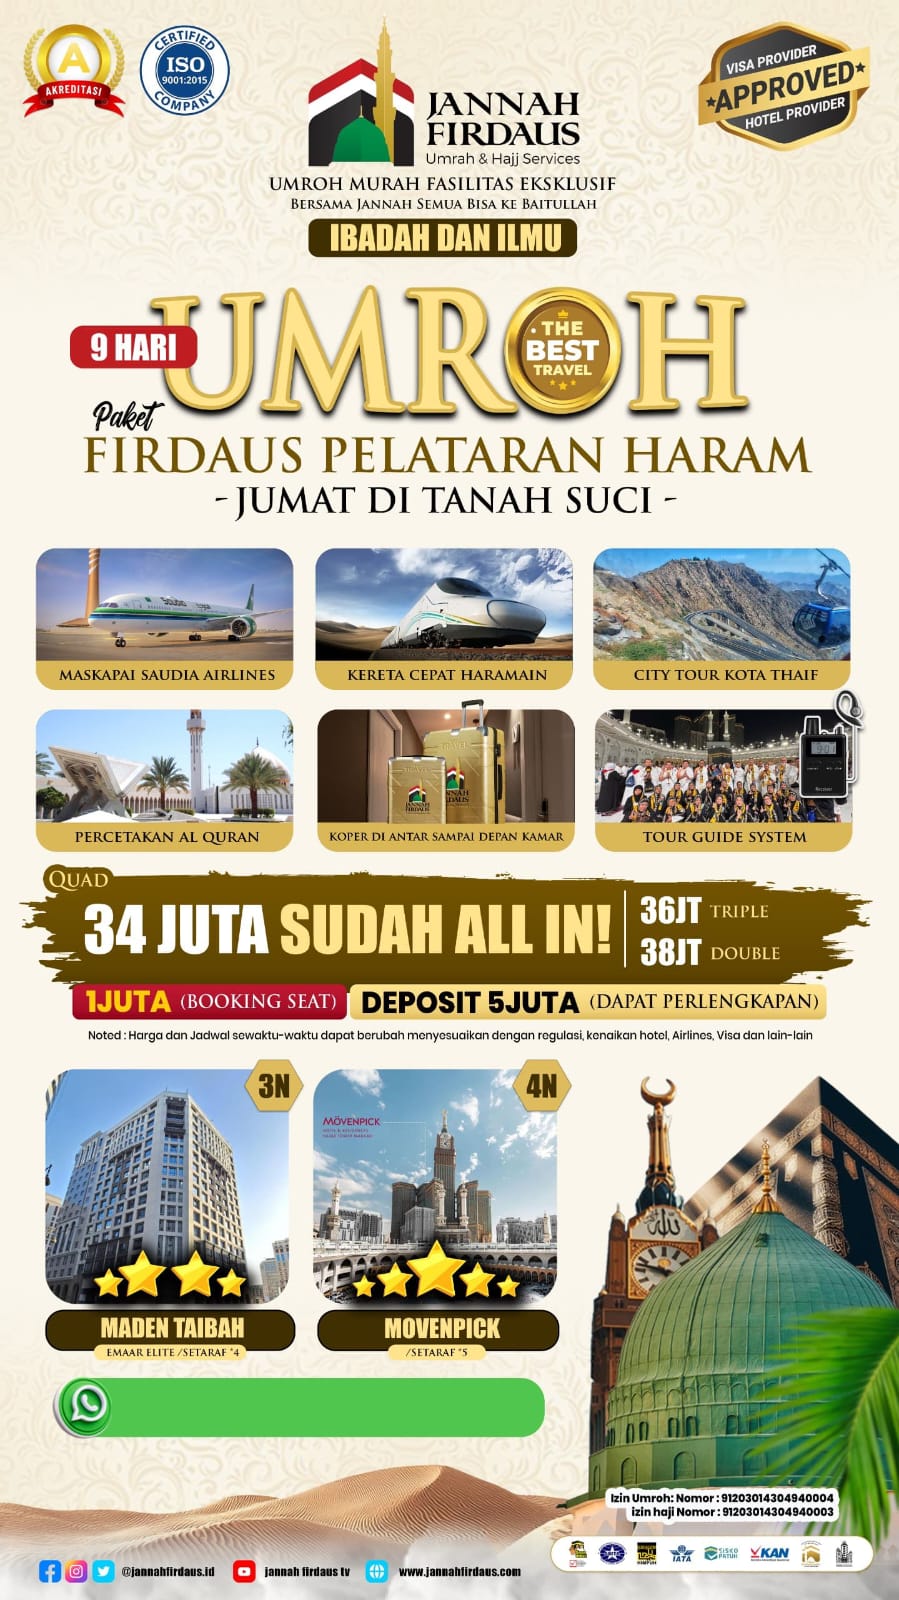 A
AKREDITASI
CERTIFIED
ISO
9001:2015
COMPANY
JANNAH
FIRDAUS
Umrah & Hajj Services
VISA PROVIDER
APPROVED
HOTEL PROVIDER
UMROH MURAH FASILITAS EKSKLUSIF
BERSAMA JANNAH SEMUA BISA KE BAITULLAH
IBADAH DAN ILMU
9 HARI
UMROH
THE
BEST
TRAVEL
Paket
FIRDAUS PELATARAN HARAM
- JUMAT DI TANAH SUCI -
MASKAPAI SAUDIA AIRLINES
KERETA CEPAT HARAMAIN
CITY TOUR KOTA THAIF
PERCETAKAN AL QURAN
JANNAH
FIRDAUS
KOPER DI ANTAR SAMPAI DEPAN KAMAR
TOUR GUIDE SYSTEM
QUAD
34 JUTA SUDAH ALL IN!
36JT TRIPLE
38JT DOUBLE
1JUTA (BOOKING SEAT)
DEPOSIT 5JUTA (DAPAT PERLENGKAPAN)
Noted : Harga dan Jadwal sewaktu-waktu dapat berubah menyesuaikan dengan regulasi, kenaikan hotel, Airlines, Visa dan lain-lain
3N
4N
MÖVENPICK
MADEN TAIBAH
EMAAR ELITE /SETARAF *4
MOVENPICK
/SETARAF *5
Izin Umroh: Nomor : 91203014304940004
izin haji Nomor : 91203014304940003
@jannahfirdaus.id
jannah firdaus tv
www.jannahfirdaus.com
IATA
SISKO
PATUH
KAN